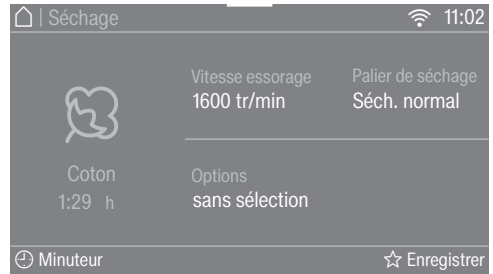 | Séchage 11:02
Vitesse essorage Palier de séchage
1600 tr/min Séch. normal
Coton Options
1:29 h sans sélection
Minuteur Enregistrer